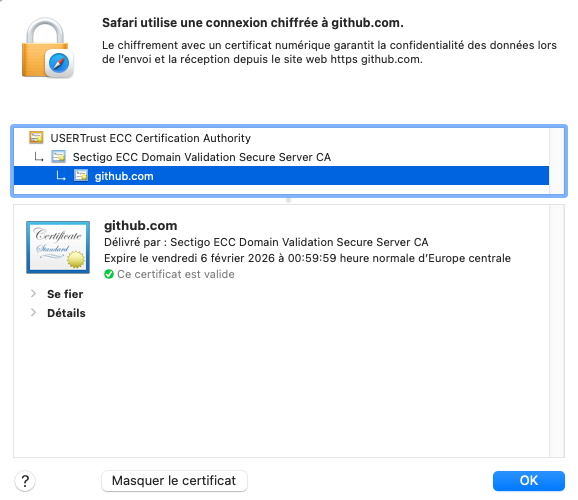 Safari utilise une connexion chiffrée à github.com.
Le chiffrement avec un certificat numérique garantit la confidentialité des données lors
de l’envoi et la réception depuis le site web https github.com.
USERTrust ECC Certification Authority
Sectigo ECC Domain Validation Secure Server CA
github.com
Certificate
Standard
github.com
Délivré par : Sectigo ECC Domain Validation Secure Server CA
Expire le vendredi 6 février 2026 à 00:59:59 heure normale d’Europe centrale
Ce certificat est valide
Se fier
Détails
?
Masquer le certificat
OK